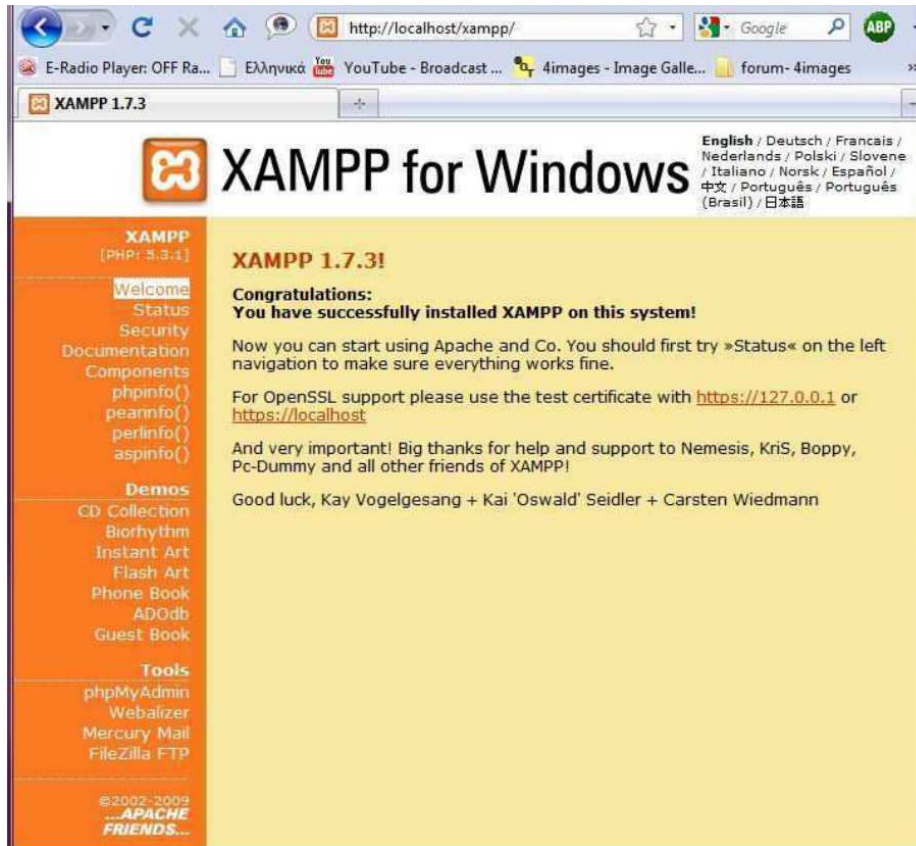 http://localhost/xampp/
Google
ABP
E-Radio Player: OFF Ra...
Ελληνικά
You
Tube
YouTube - Broadcast ...
4images - Image Galle...
forum- 4images
XAMPP 1.7.3
XAMPP for Windows
English / Deutsch / Francais /
Nederlands / Polski / Slovene
/ Italiano / Norsk / Español /
中文 / Português / Português
(Brasil) / 日本語
XAMPP
[PHP: 5.3.1]
Welcome
Status
Security
Documentation
Components
phpinfo()
pearinfo()
perlinfo()
aspinfo()
Demos
CD Collection
Biorhythm
Instant Art
Flash Art
Phone Book
ADOdb
Guest Book
Tools
phpMyAdmin
Webalizer
Mercury Mail
FileZilla FTP
©2002-2009
...APACHE
FRIENDS...
XAMPP 1.7.3!
Congratulations:
You have successfully installed XAMPP on this system!
Now you can start using Apache and Co. You should first try »Status« on the left
navigation to make sure everything works fine.
For OpenSSL support please use the test certificate with https://127.0.0.1 or
https://localhost
And very important! Big thanks for help and support to Nemesis, KriS, Boppy,
Pc-Dummy and all other friends of XAMPP!
Good luck, Kay Vogelgesang + Kai 'Oswald' Seidler + Carsten Wiedmann